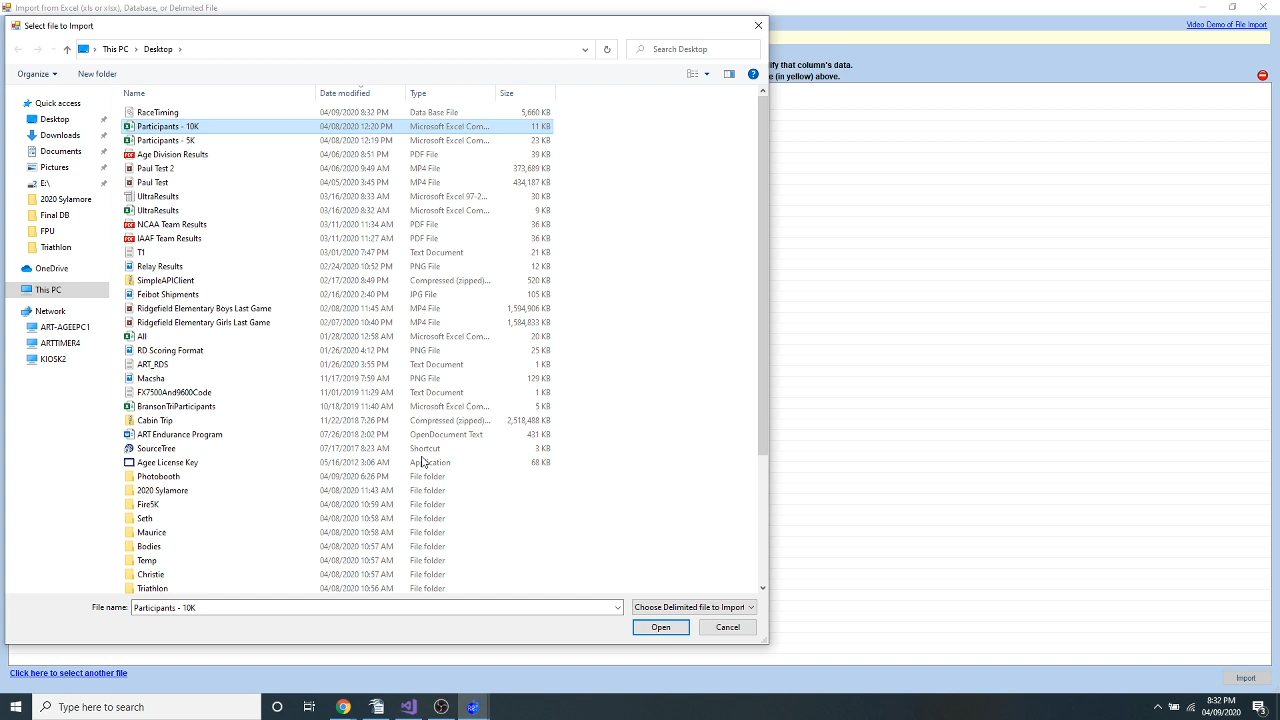 Import from Excel (xls or xlsx), Database, or Delimited File
Select file to Import
Video Demo of File Import
This PC > Desktop >
Search Desktop
ify that column's data.
Organize
New folder
e (in yellow) above.
Name Date modified Type Size
Quick access
Desktop
Downloads
Documents
Pictures
E:\
2020 Sylamore
Final DB
FPU
Triathlon
OneDrive
This PC
Network
ART-AGEEPC1
ARTTIMER4
KIOSK2
RaceTiming 04/09/2020 8:32 PM Data Base File 5,660 KB
Participants - 10K 04/08/2020 12:20 PM Microsoft Excel Com... 11 KB
Participants - 5K 04/08/2020 12:19 PM Microsoft Excel Com... 23 KB
Age Division Results 04/06/2020 8:51 PM PDF File 39 KB
Paul Test 2 04/06/2020 9:49 AM MP4 File 373,689 KB
Paul Test 04/05/2020 3:45 PM MP4 File 434,187 KB
UltraResults 03/16/2020 8:33 AM Microsoft Excel 97-2... 30 KB
UltraResults 03/16/2020 8:32 AM Microsoft Excel Com... 9 KB
NCAA Team Results 03/11/2020 11:34 AM PDF File 36 KB
IAAF Team Results 03/11/2020 11:27 AM PDF File 36 KB
T1 03/01/2020 7:47 PM Text Document 21 KB
Relay Results 02/24/2020 10:52 PM PNG File 12 KB
SimpleAPIClient 02/17/2020 8:49 PM Compressed (zipped)... 520 KB
Feibot Shipments 02/16/2020 2:40 PM JPG File 105 KB
Ridgefield Elementary Boys Last Game 02/08/2020 11:45 AM MP4 File 1,594,906 KB
Ridgefield Elementary Girls Last Game 02/07/2020 10:40 PM MP4 File 1,584,833 KB
All 01/28/2020 12:58 AM Microsoft Excel Com... 20 KB
RD Scoring Format 01/26/2020 4:12 PM PNG File 25 KB
ART_RDS 01/26/2020 3:55 PM Text Document 1 KB
Macsha 11/17/2019 7:59 AM PNG File 129 KB
FX7500And9600Code 11/01/2019 11:29 AM Text Document 1 KB
BransonTriParticipants 10/18/2019 11:40 AM Microsoft Excel Com... 5 KB
Cabin Trip 11/22/2018 7:26 PM Compressed (zipped)... 2,518,488 KB
ART Endurance Program 07/26/2018 2:02 PM OpenDocument Text 431 KB
SourceTree 07/17/2017 8:23 AM Shortcut 3 KB
Agee License Key 05/16/2012 3:06 AM Application 68 KB
Photobooth 04/09/2020 6:26 PM File folder
2020 Sylamore 04/08/2020 11:43 AM File folder
Fire5K 04/08/2020 10:59 AM File folder
Seth 04/08/2020 10:58 AM File folder
Maurice 04/08/2020 10:58 AM File folder
Bodies 04/08/2020 10:57 AM File folder
Temp 04/08/2020 10:57 AM File folder
Christie 04/08/2020 10:57 AM File folder
Triathlon 04/08/2020 10:56 AM File folder
File name: Participants - 10K
Choose Delimited file to Import
Open
Cancel
Click here to select another file
Import
Type here to search
8:32 PM
04/09/2020
3